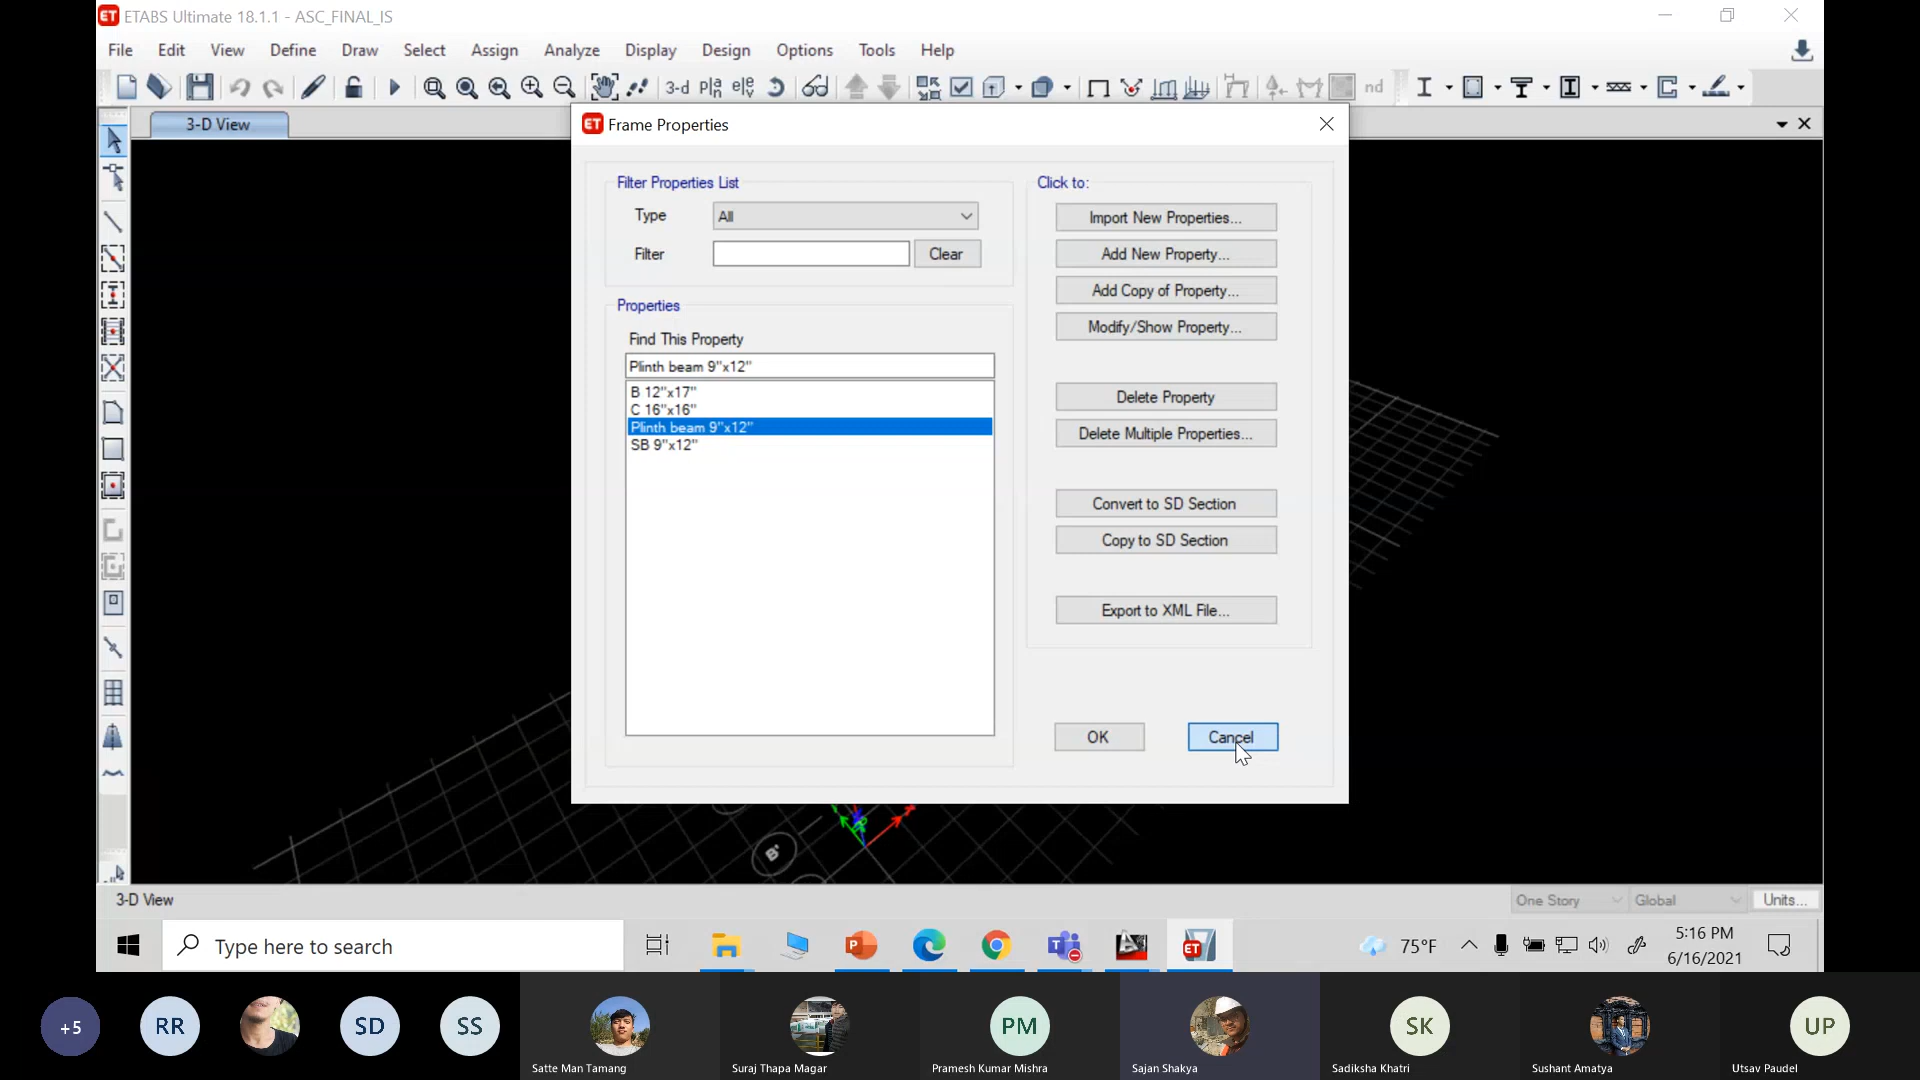 ET ETABS Ultimate 18.1.1 - ASC_FINAL_IS
File Edit View Define Draw Select Assign Analyze Display Design Options Tools Help
3-d pla ele nd
3-D View
ET Frame Properties
Filter Properties List
Type All
Filter Clear
Properties
Find This Property
Plinth beam 9"x12"
B 12"x17"
C 16"x16"
Plinth beam 9"x12"
SB 9"x12"
Click to:
Import New Properties...
Add New Property...
Add Copy of Property...
Modify/Show Property...
Delete Property
Delete Multiple Properties...
Convert to SD Section
Copy to SD Section
Export to XML File...
OK Cancel
B'
3-D View One Story Global Units...
Type here to search
75°F
5:16 PM
6/16/2021
+5 RR SD SS PM SK UP
Satte Man Tamang Suraj Thapa Magar Pramesh Kumar Mishra Sajan Shakya Sadiksha Khatri Sushant Amatya Utsav Paudel